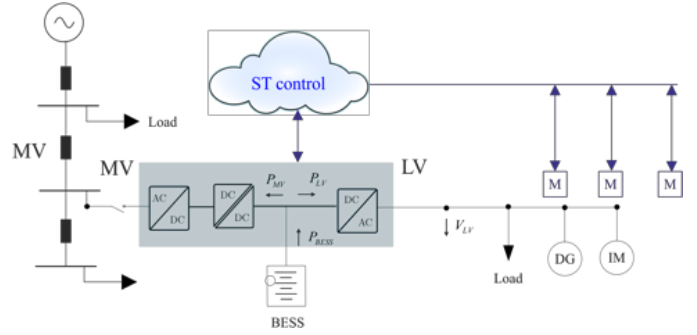 ST control
Load
MV
MV
LV
P_MV
P_LV
AC
DC
DC
DC
DC
AC
P_BESS
V_LV
M
M
M
Load
DG
IM
BESS